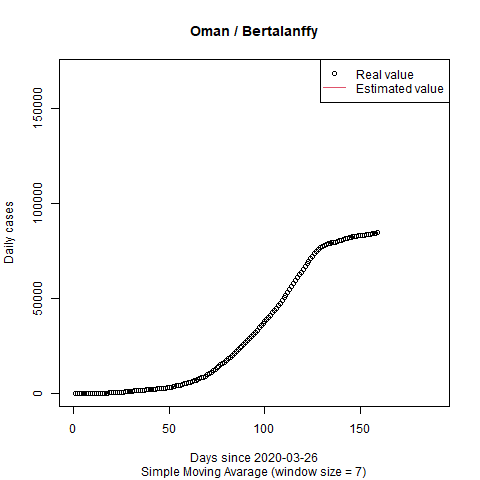 Oman / Bertalanffy
Real value
Estimated value
Daily cases
150000
100000
50000
0
0 50 100 150
Days since 2020-03-26
Simple Moving Avarage (window size = 7)